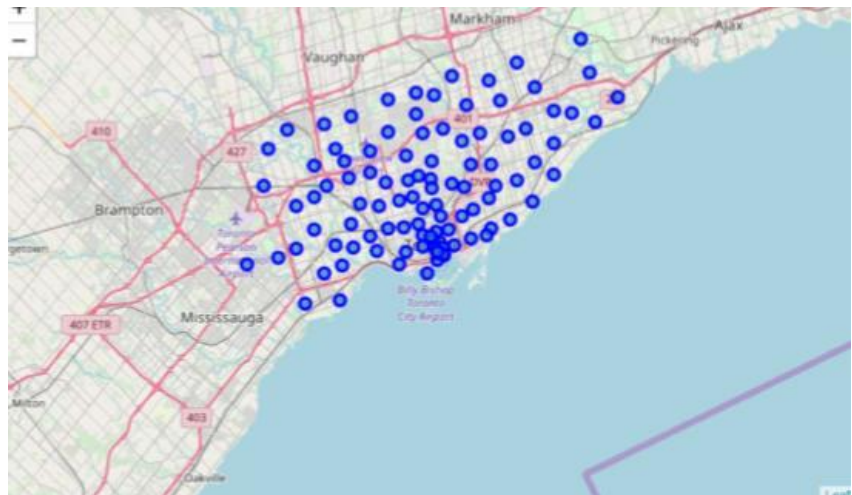 +
−
Markham
Ajax
Pickering
Vaughan
401
410
427
Brampton
Toronto
Pearson
Airport
Billy Bishop
Toronto
City Airport
Mississauga
407 ETR
Milton
403
Oakville